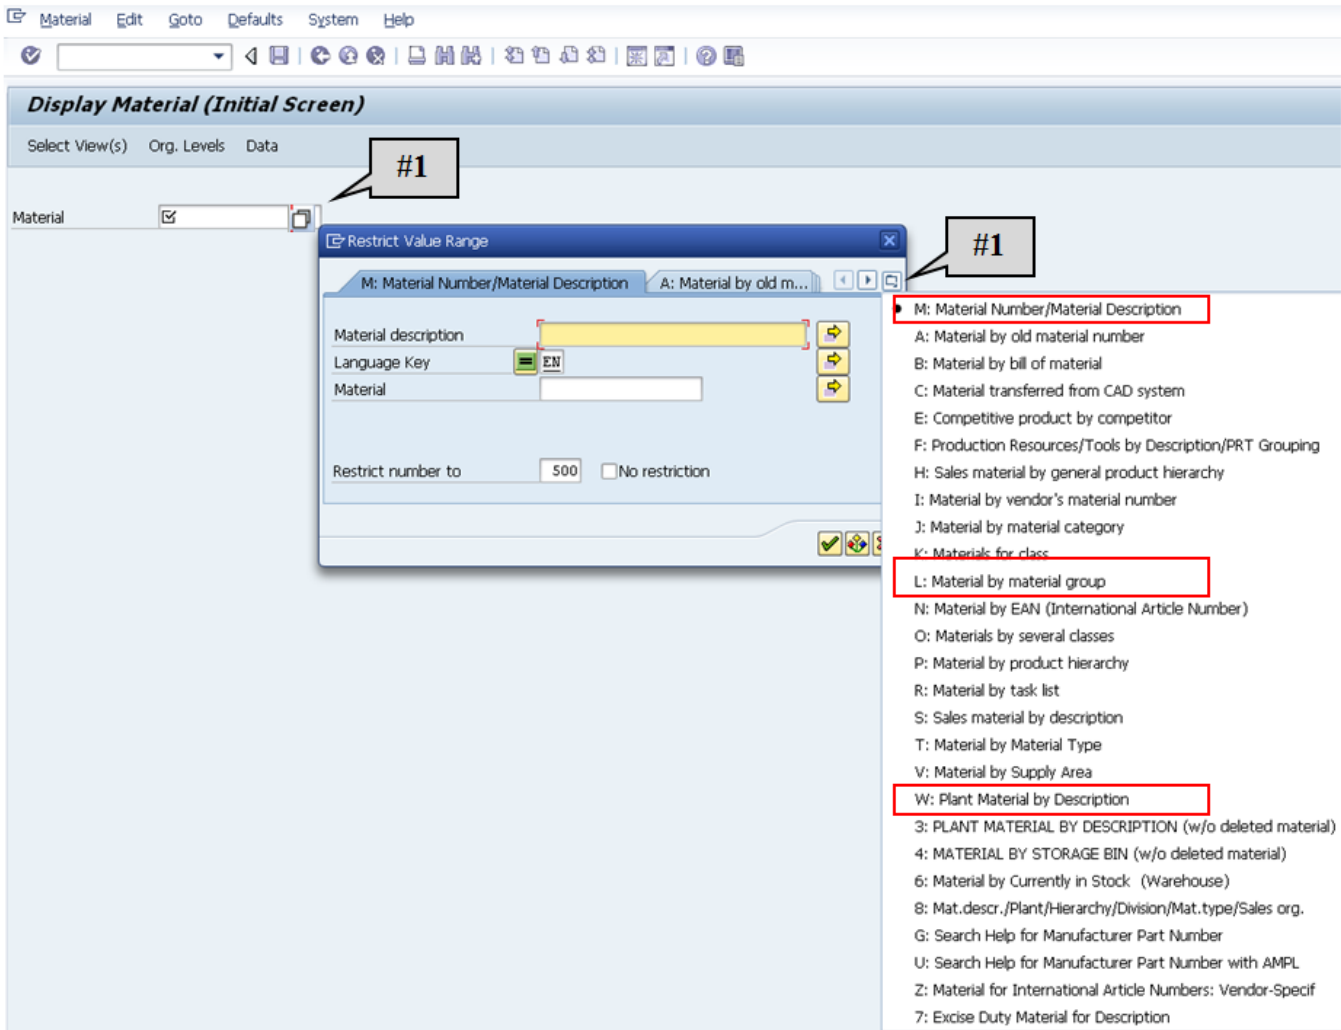 Material Edit Goto Defaults System Help
Display Material (Initial Screen)
Select View(s) Org. Levels Data
#1
Material
Restrict Value Range
#1
M: Material Number/Material Description
A: Material by old m...
Material description
Language Key = EN
Material
Restrict number to 500 No restriction
M: Material Number/Material Description
A: Material by old material number
B: Material by bill of material
C: Material transferred from CAD system
E: Competitive product by competitor
F: Production Resources/Tools by Description/PRT Grouping
H: Sales material by general product hierarchy
I: Material by vendor's material number
J: Material by material category
K: Materials for class
L: Material by material group
N: Material by EAN (International Article Number)
O: Materials by several classes
P: Material by product hierarchy
R: Material by task list
S: Sales material by description
T: Material by Material Type
V: Material by Supply Area
W: Plant Material by Description
3: PLANT MATERIAL BY DESCRIPTION (w/o deleted material)
4: MATERIAL BY STORAGE BIN (w/o deleted material)
6: Material by Currently in Stock (Warehouse)
8: Mat.descr./Plant/Hierarchy/Division/Mat.type/Sales org.
G: Search Help for Manufacturer Part Number
U: Search Help for Manufacturer Part Number with AMPL
Z: Material for International Article Numbers: Vendor-Specif
7: Excise Duty Material for Description